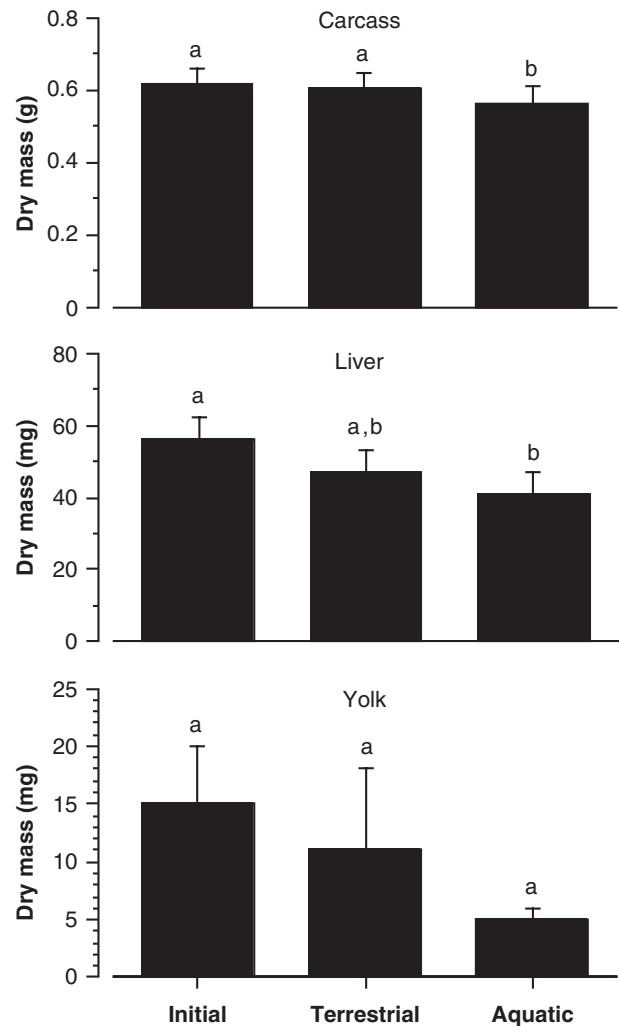 Carcass
Dry mass (g)
0.8
0.6
0.4
0.2
0
a
a
b
Liver
Dry mass (mg)
80
60
40
20
0
a
a,b
b
Yolk
Dry mass (mg)
25
20
15
10
5
0
a
a
a
Initial Terrestrial Aquatic